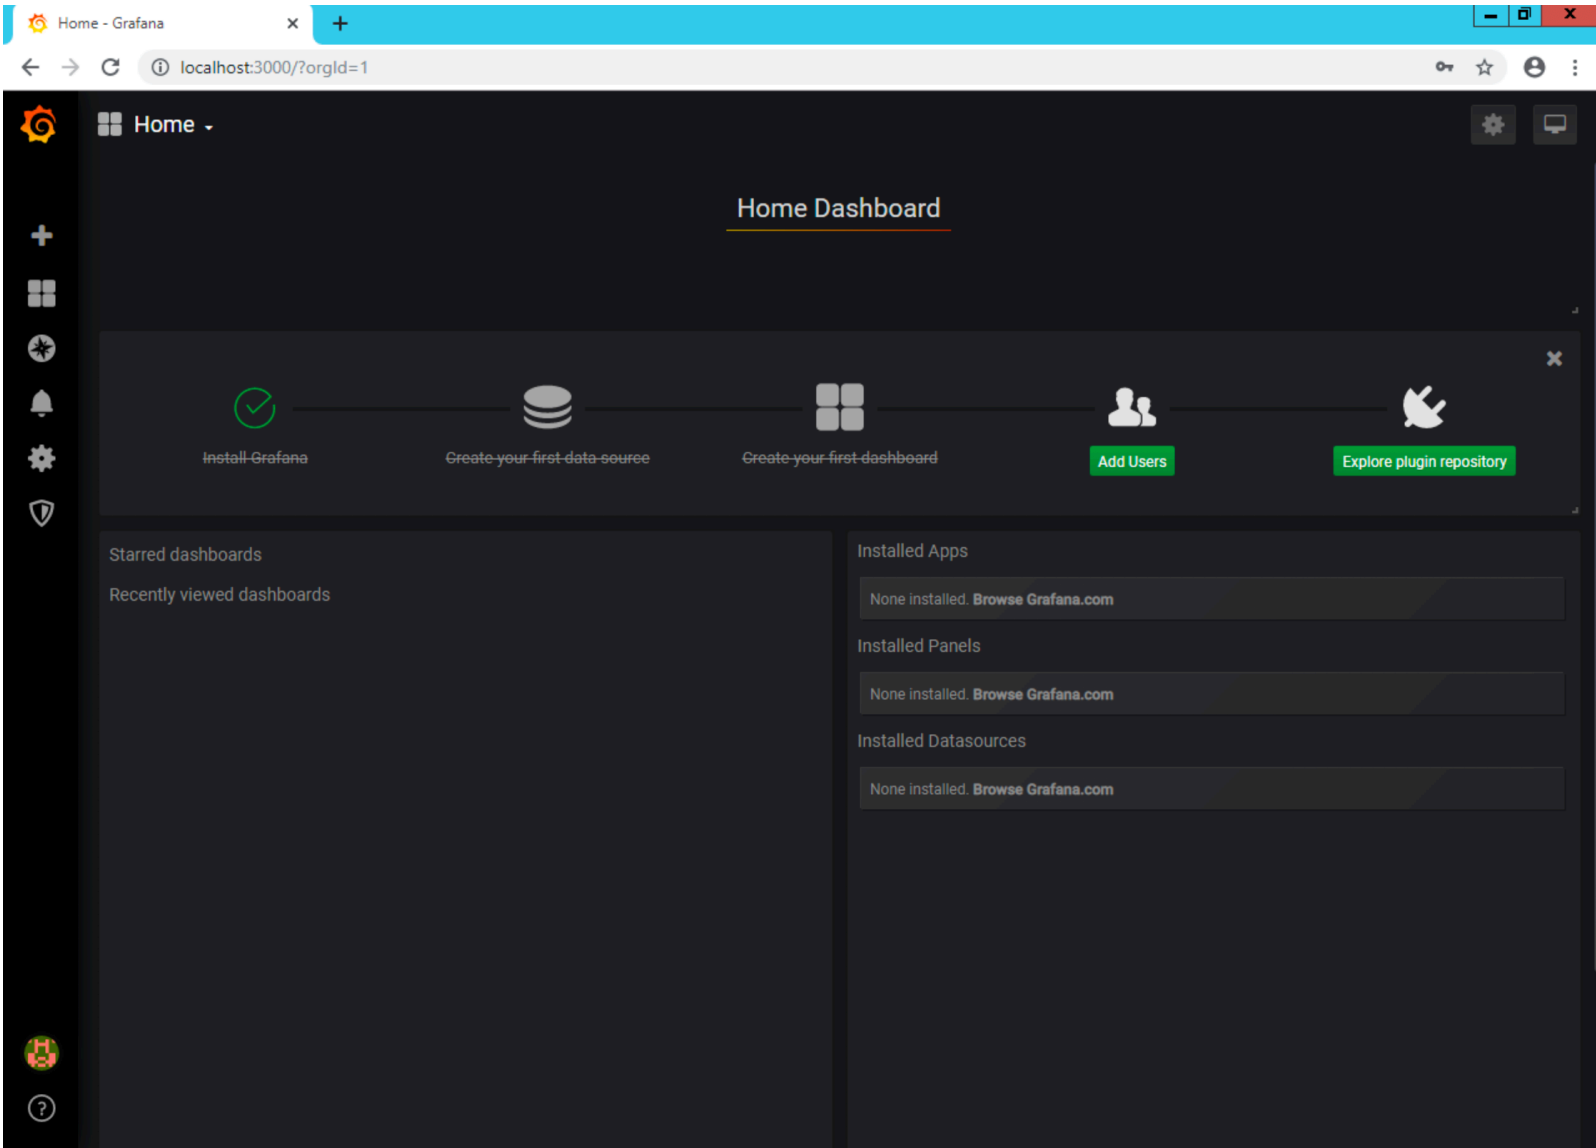 Home - Grafana
localhost:3000/?orgId=1
Home
Home Dashboard
Install Grafana
Create your first data source
Create your first dashboard
Add Users
Explore plugin repository
Starred dashboards
Recently viewed dashboards
Installed Apps
None installed. Browse Grafana.com
Installed Panels
None installed. Browse Grafana.com
Installed Datasources
None installed. Browse Grafana.com